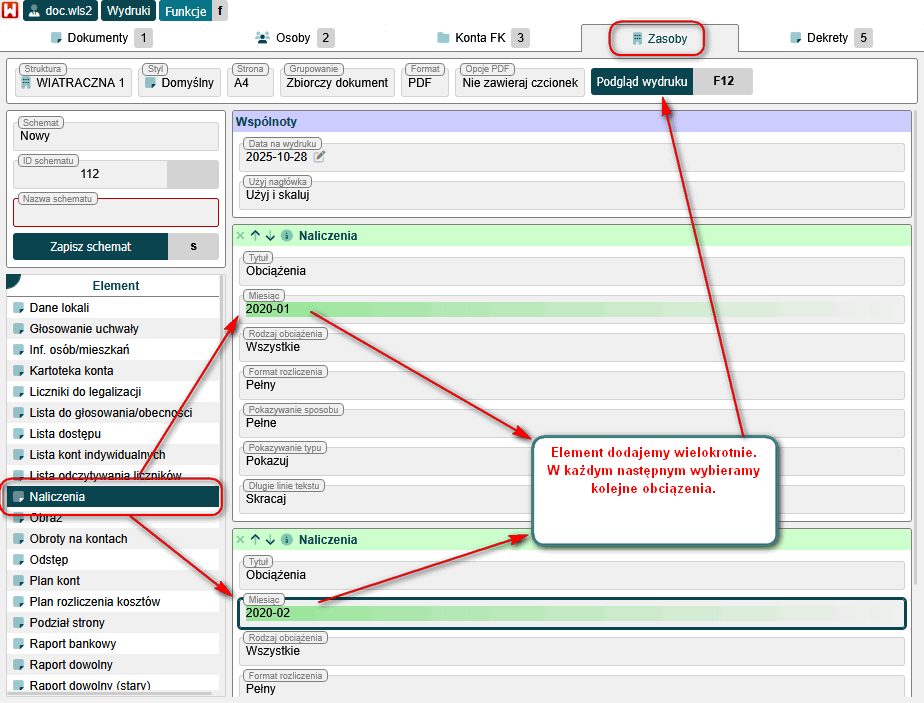 doc.wls2 Wydruki Funkcje f
Dokumenty 1 Osoby 2 Konta FK 3 Zasoby Dekrety 5
Struktura Styl Strona Grupowanie Format Opcje PDF
WIATRACZNA 1 Domyślny A4 Zbiorczy dokument PDF Nie zawieraj czcionek Podgląd wydruku F12
Schemat
Nowy
ID schematu
112
Nazwa schematu
Zapisz schemat s
Element
Dane lokali
Głosowanie uchwały
Inf. osób/mieszkań
Kartoteka konta
Liczniki do legalizacji
Lista do głosowania/obecności
Lista dostępu
Lista kont indywidualnych
Lista odczytywania liczników
Naliczenia
Obraz
Obroty na kontach
Odstęp
Plan kont
Plan rozliczenia kosztów
Podział strony
Raport bankowy
Raport dowolny
Raport dowolny (stary)
Wspólnoty
Data na wydruku
2025-10-28
Użyj nagłówka
Użyj i skaluj
Naliczenia
Tytuł
Obciążenia
Miesiąc
2020-01
Rodzaj obciążenia
Wszystkie
Format rozliczenia
Pełny
Pokazywanie sposobu
Pełne
Pokazywanie typu
Pokazuj
Długie linie tekstu
Skracaj
Element dodajemy wielokrotnie.
W każdym następnym wybieramy
kolejne obciązenia.
Naliczenia
Tytuł
Obciążenia
Miesiąc
2020-02
Rodzaj obciążenia
Wszystkie
Format rozliczenia
Pełny